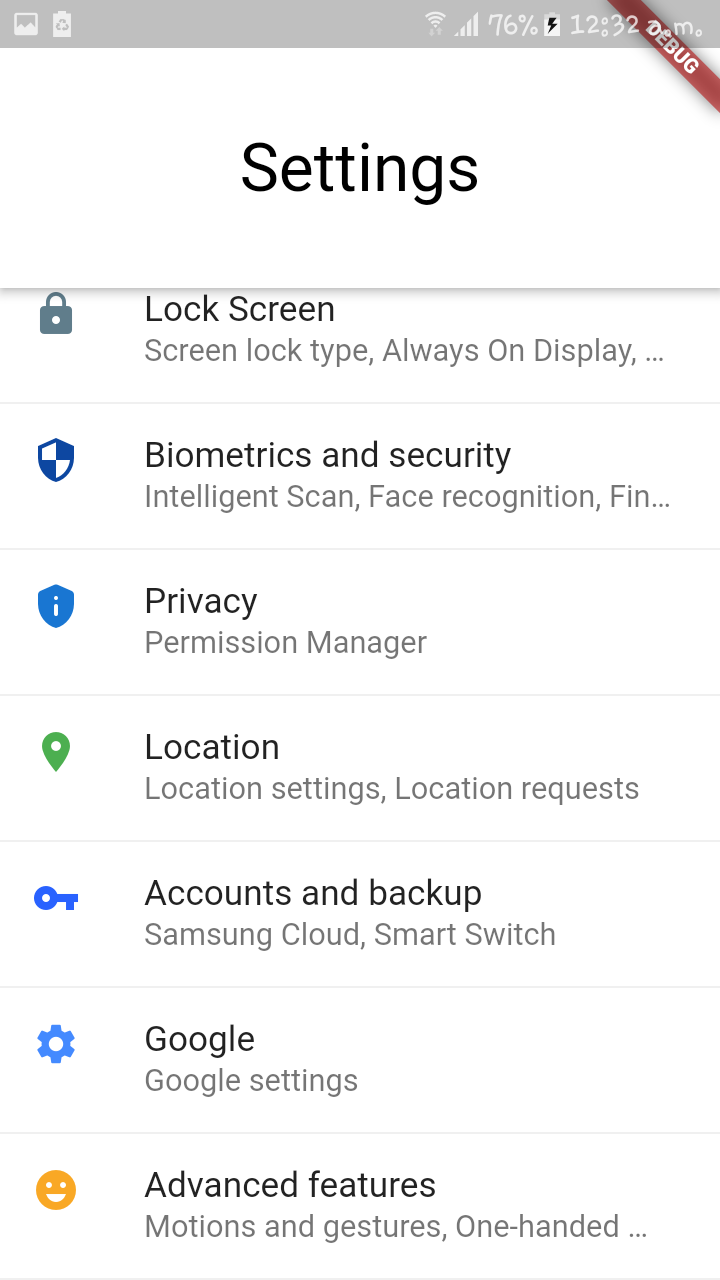 76% 12:32 a.m.
DEBUG
Settings
Lock Screen
Screen lock type, Always On Display, ...
Biometrics and security
Intelligent Scan, Face recognition, Fin...
Privacy
Permission Manager
Location
Location settings, Location requests
Accounts and backup
Samsung Cloud, Smart Switch
Google
Google settings
Advanced features
Motions and gestures, One-handed ...